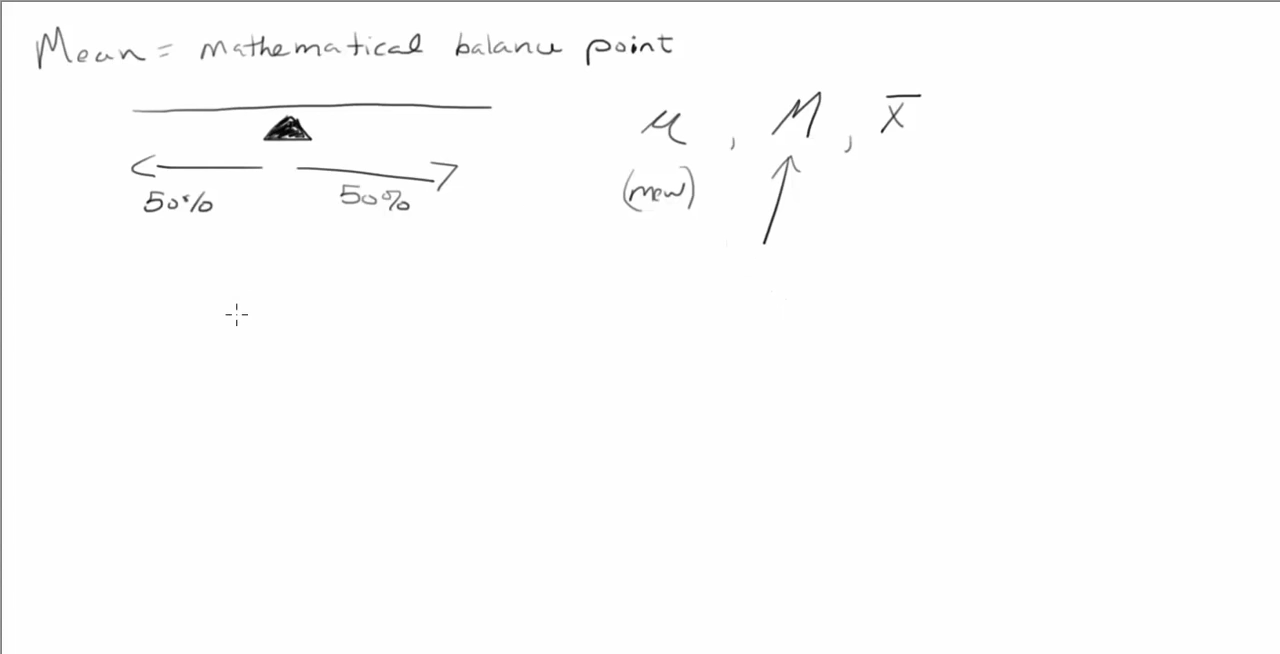 Mean = mathematical balance point
μ , M , X̅
(mew)
50% 50%